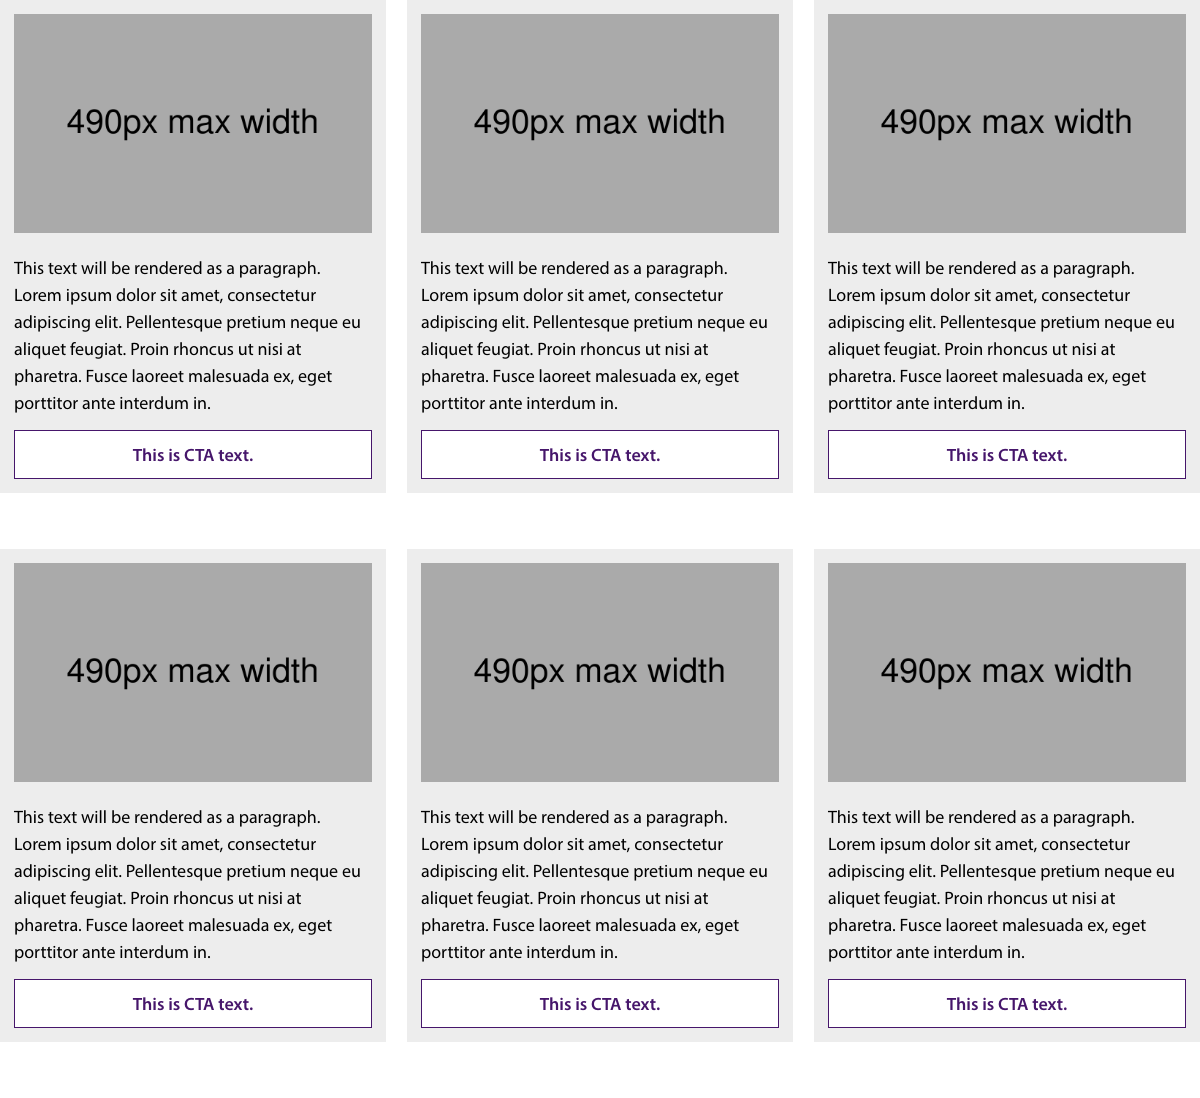 490px max width
This text will be rendered as a paragraph.
Lorem ipsum dolor sit amet, consectetur
adipiscing elit. Pellentesque pretium neque eu
aliquet feugiat. Proin rhoncus ut nisi at
pharetra. Fusce laoreet malesuada ex, eget
porttitor ante interdum in.
This is CTA text.
490px max width
This text will be rendered as a paragraph.
Lorem ipsum dolor sit amet, consectetur
adipiscing elit. Pellentesque pretium neque eu
aliquet feugiat. Proin rhoncus ut nisi at
pharetra. Fusce laoreet malesuada ex, eget
porttitor ante interdum in.
This is CTA text.
490px max width
This text will be rendered as a paragraph.
Lorem ipsum dolor sit amet, consectetur
adipiscing elit. Pellentesque pretium neque eu
aliquet feugiat. Proin rhoncus ut nisi at
pharetra. Fusce laoreet malesuada ex, eget
porttitor ante interdum in.
This is CTA text.
490px max width
This text will be rendered as a paragraph.
Lorem ipsum dolor sit amet, consectetur
adipiscing elit. Pellentesque pretium neque eu
aliquet feugiat. Proin rhoncus ut nisi at
pharetra. Fusce laoreet malesuada ex, eget
porttitor ante interdum in.
This is CTA text.
490px max width
This text will be rendered as a paragraph.
Lorem ipsum dolor sit amet, consectetur
adipiscing elit. Pellentesque pretium neque eu
aliquet feugiat. Proin rhoncus ut nisi at
pharetra. Fusce laoreet malesuada ex, eget
porttitor ante interdum in.
This is CTA text.
490px max width
This text will be rendered as a paragraph.
Lorem ipsum dolor sit amet, consectetur
adipiscing elit. Pellentesque pretium neque eu
aliquet feugiat. Proin rhoncus ut nisi at
pharetra. Fusce laoreet malesuada ex, eget
porttitor ante interdum in.
This is CTA text.